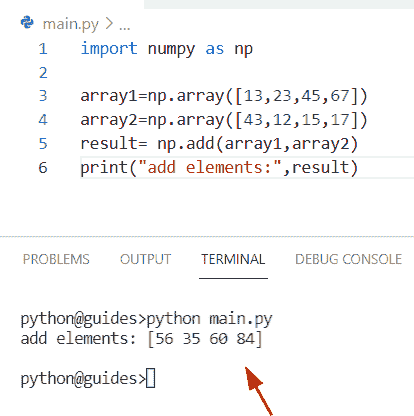 main.py > ...
1 import numpy as np
2
3 array1=np.array([13,23,45,67])
4 array2=np.array([43,12,15,17])
5 result= np.add(array1,array2)
6 print("add elements:",result)
PROBLEMS OUTPUT TERMINAL DEBUG CONSOLE
python@guides>python main.py
add elements: [56 35 60 84]
python@guides>